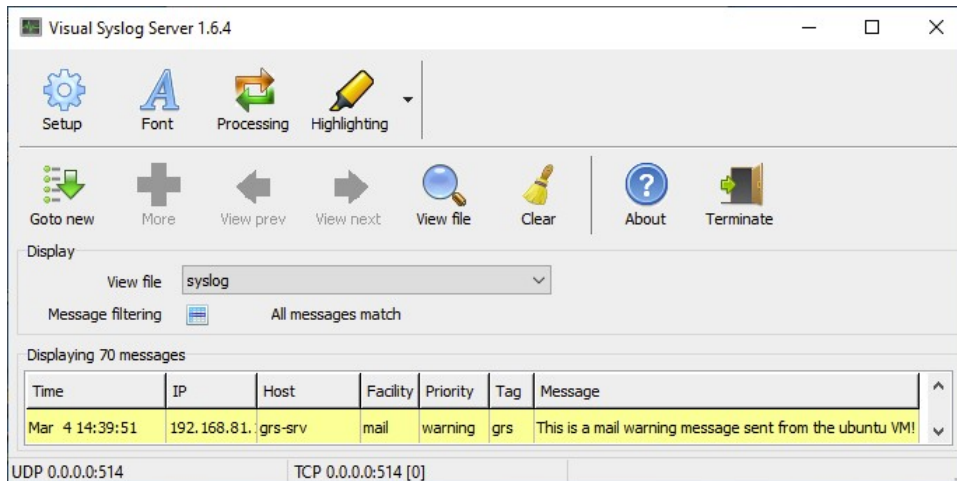 Visual Syslog Server 1.6.4
Setup Font Processing Highlighting
Goto new More View prev View next View file Clear About Terminate
Display
View file syslog
Message filtering All messages match
Displaying 70 messages
Time IP Host Facility Priority Tag Message
Mar 4 14:39:51 192.168.81. grs-srv mail warning grs This is a mail warning message sent from the ubuntu VM!
UDP 0.0.0.0:514 TCP 0.0.0.0:514 [0]